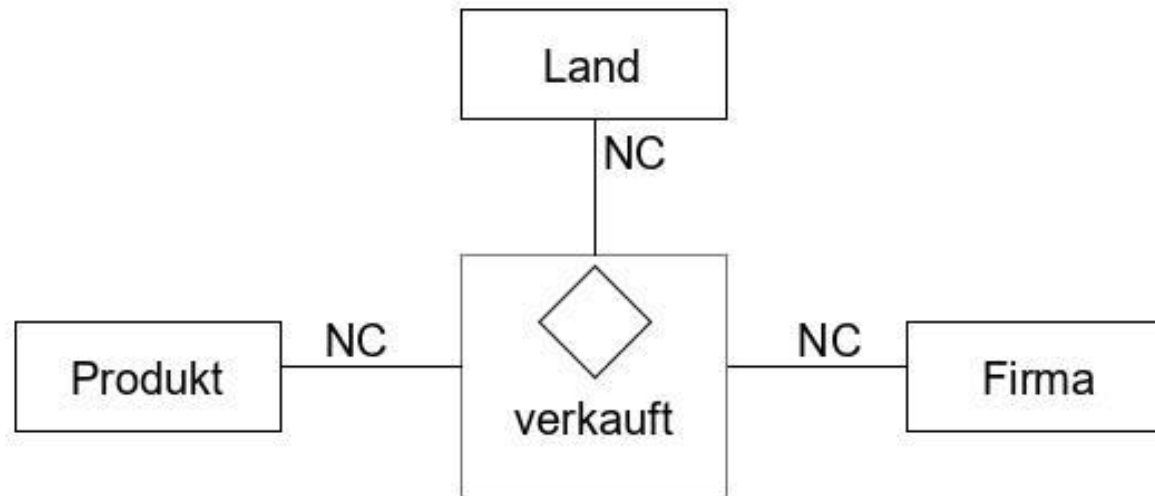 Land
NC
NC
NC
Produkt
Firma
verkauft